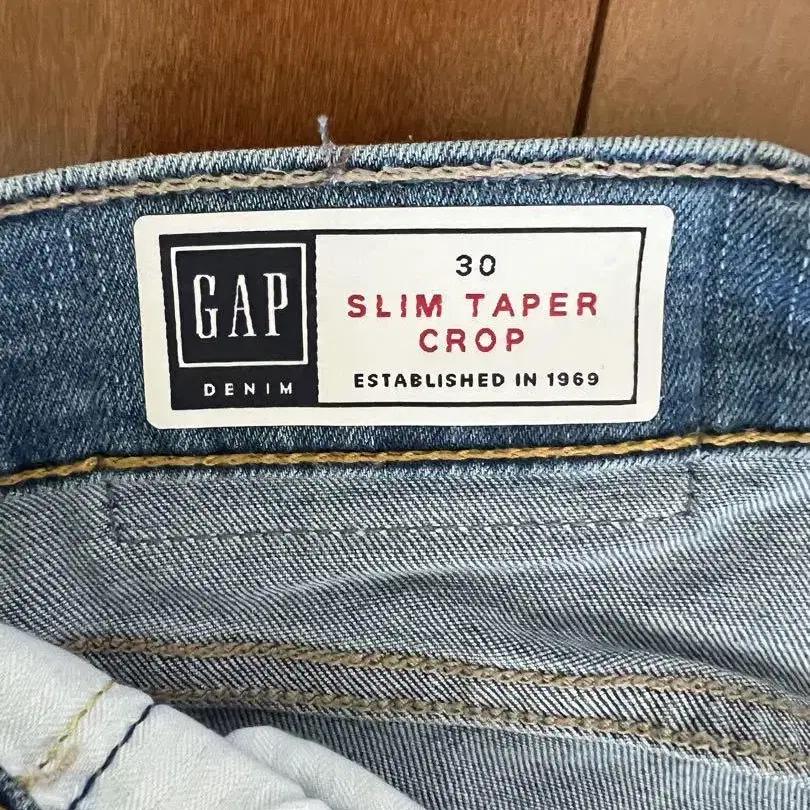 GAP
DENIM
30
SLIM TAPER
CROP
ESTABLISHED IN 1969